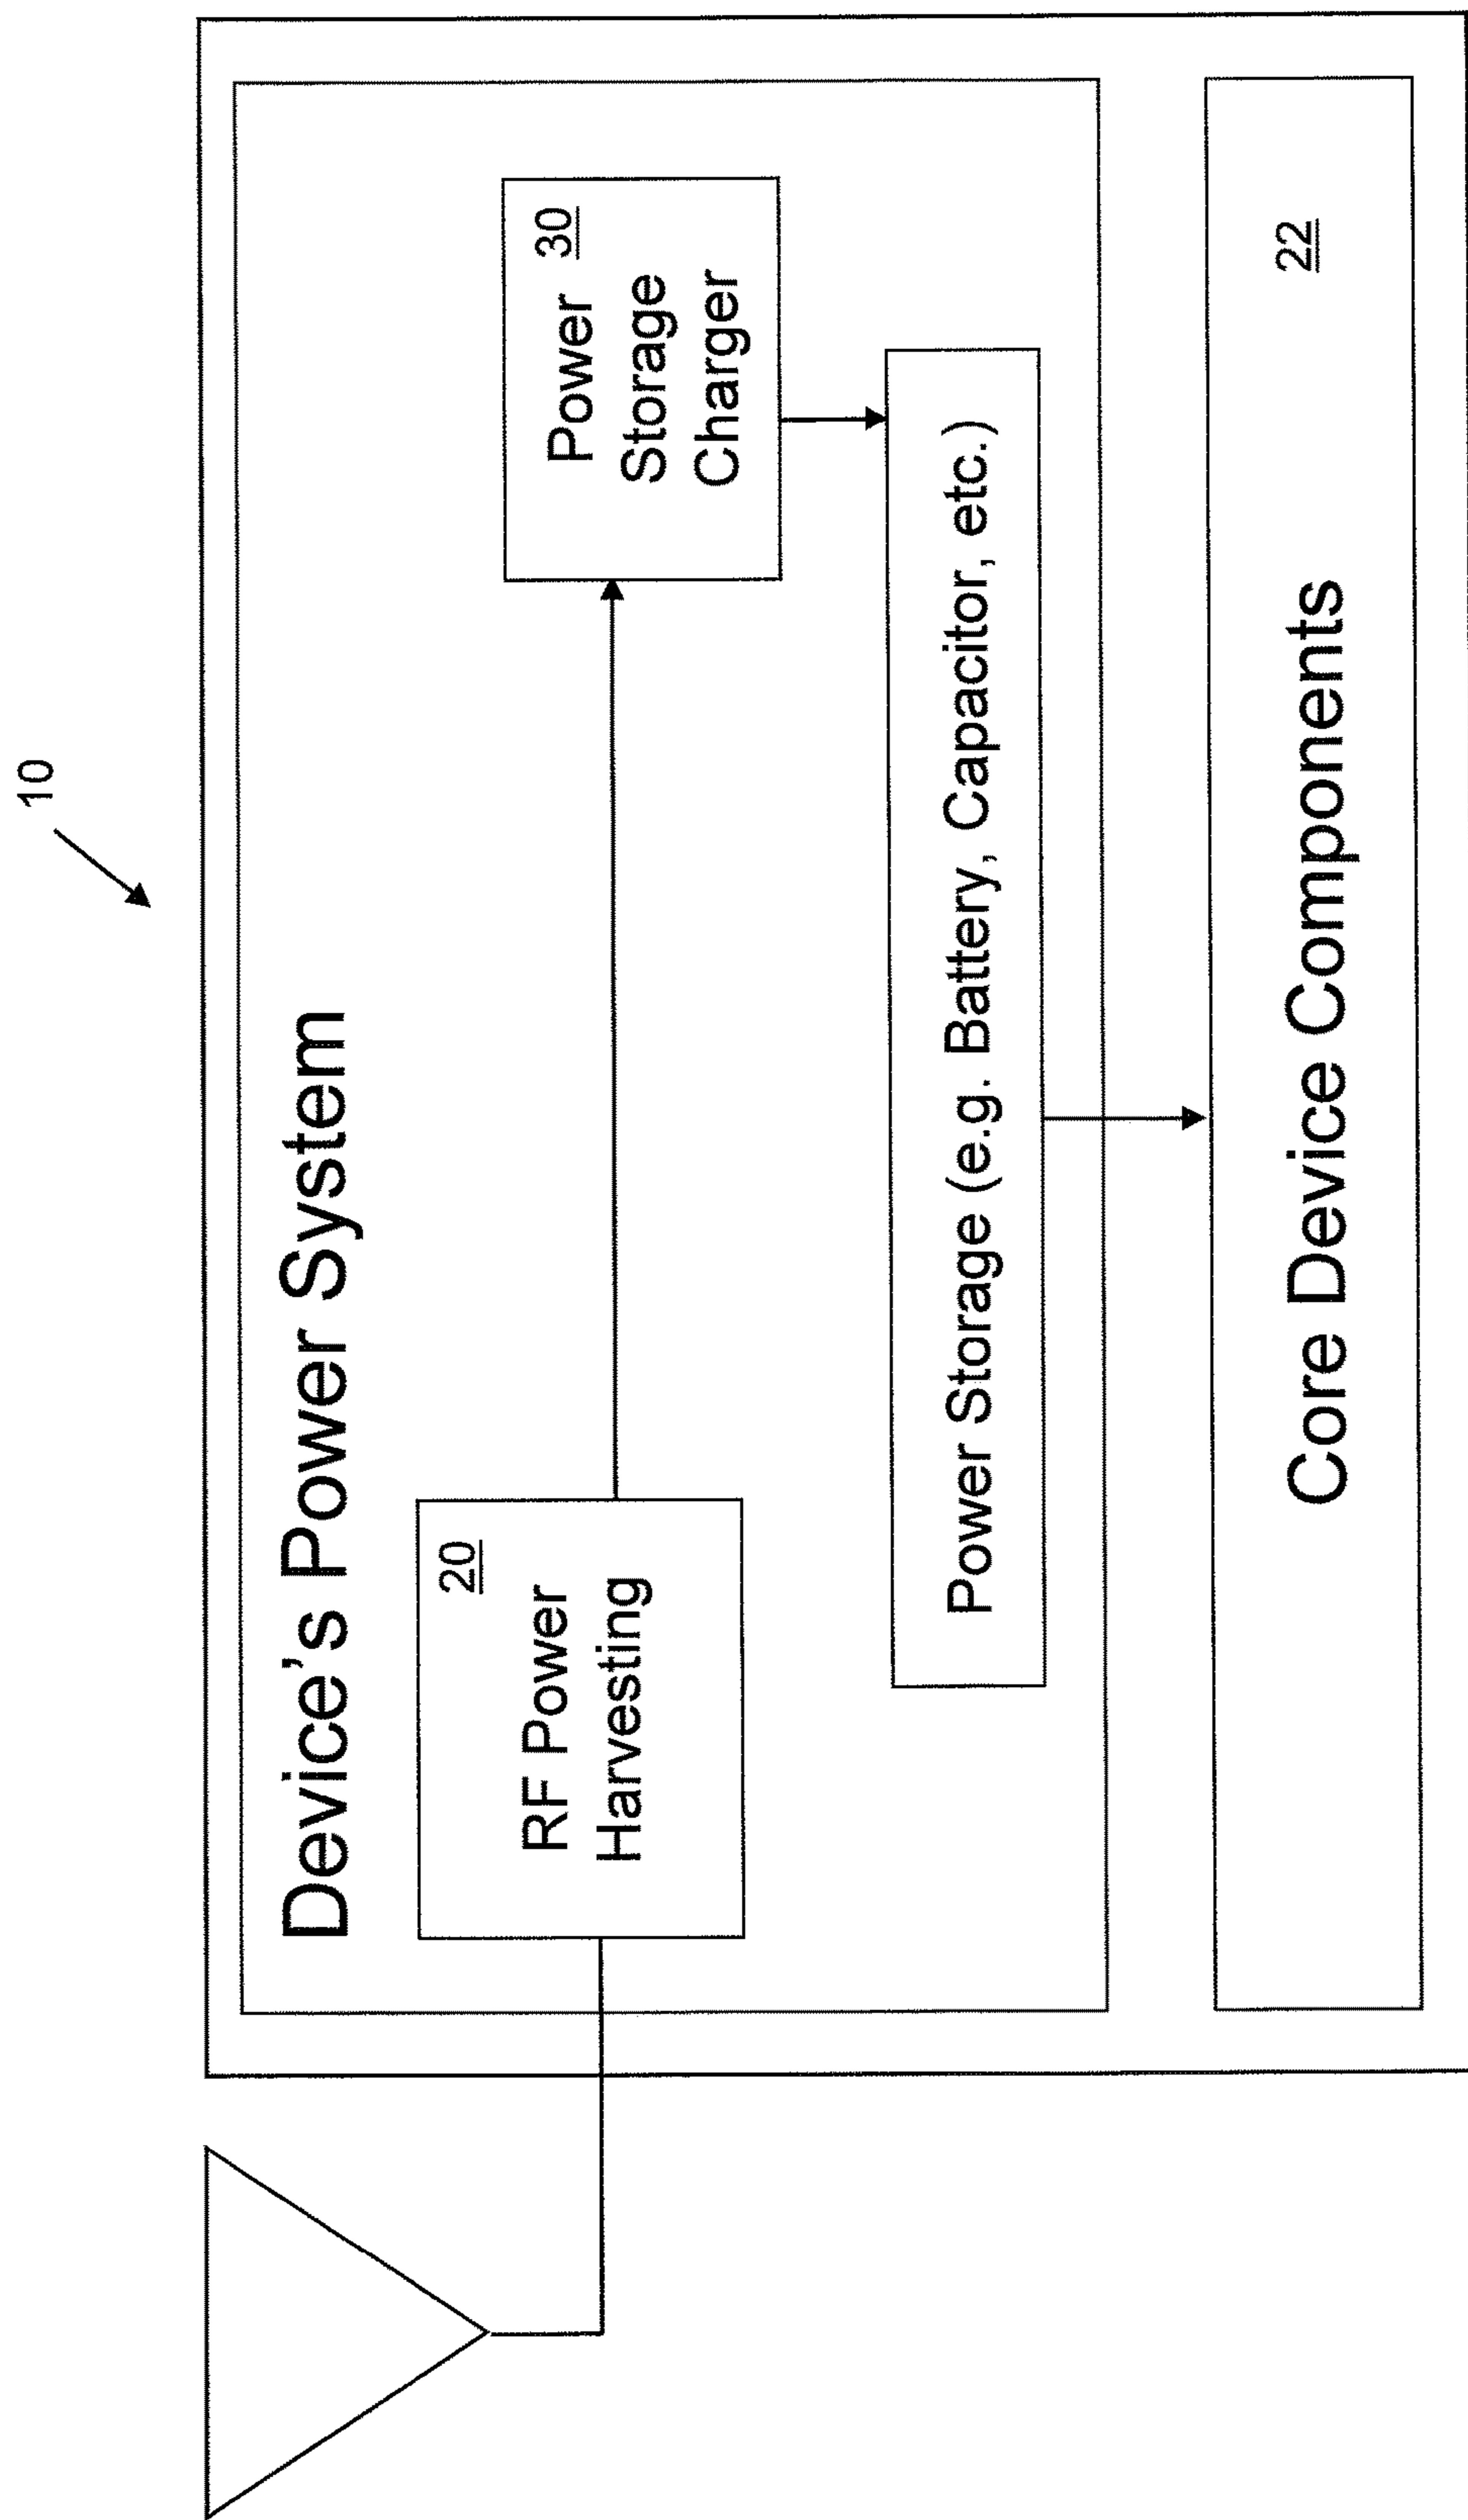 10
Device's Power System
20
RF Power
Harvesting
30
Power
Storage
Charger
Power Storage (e.g. Battery, Capacitor, etc.)
22
Core Device Components